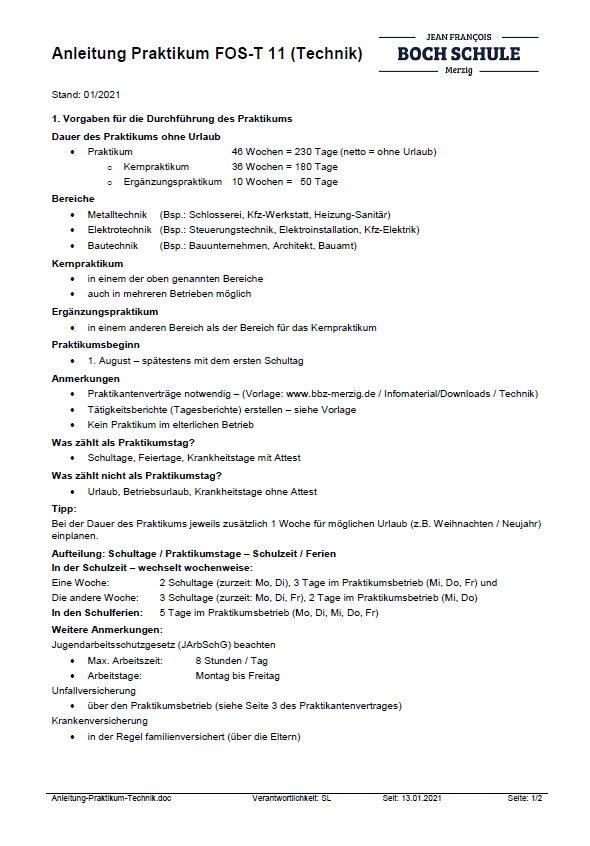 Anleitung Praktikum FOS-T 11 (Technik)
JEAN FRANÇOIS
BOCH SCHULE
Merzig
Stand: 01/2021
1. Vorgaben für die Durchführung des Praktikums
Dauer des Praktikums ohne Urlaub
• Praktikum 46 Wochen = 230 Tage (netto = ohne Urlaub)
o Kernpraktikum 36 Wochen = 180 Tage
o Ergänzungspraktikum 10 Wochen = 50 Tage
Bereiche
• Metalltechnik (Bsp.: Schlosserei, Kfz-Werkstatt, Heizung-Sanitär)
• Elektrotechnik (Bsp.: Steuerungstechnik, Elektroinstallation, Kfz-Elektrik)
• Bautechnik (Bsp.: Bauunternehmen, Architekt, Bauamt)
Kernpraktikum
• in einem der oben genannten Bereiche
• auch in mehreren Betrieben möglich
Ergänzungspraktikum
• in einem anderen Bereich als der Bereich für das Kernpraktikum
Praktikumsbeginn
• 1. August – spätestens mit dem ersten Schultag
Anmerkungen
• Praktikantenverträge notwendig – (Vorlage: www.bbz-merzig.de / Infomaterial/Downloads / Technik)
• Tätigkeitsberichte (Tagesberichte) erstellen – siehe Vorlage
• Kein Praktikum im elterlichen Betrieb
Was zählt als Praktikumstag?
• Schultage, Feiertage, Krankheitstage mit Attest
Was zählt nicht als Praktikumstag?
• Urlaub, Betriebsurlaub, Krankheitstage ohne Attest
Tipp:
Bei der Dauer des Praktikums jeweils zusätzlich 1 Woche für möglichen Urlaub (z.B. Weihnachten / Neujahr)
einplanen.
Aufteilung: Schultage / Praktikumstage – Schulzeit / Ferien
In der Schulzeit – wechselt wochenweise:
Eine Woche: 2 Schultage (zurzeit: Mo, Di), 3 Tage im Praktikumsbetrieb (Mi, Do, Fr) und
Die andere Woche: 3 Schultage (zurzeit: Mo, Di, Fr), 2 Tage im Praktikumsbetrieb (Mi, Do)
In den Schulferien: 5 Tage im Praktikumsbetrieb (Mo, Di, Mi, Do, Fr)
Weitere Anmerkungen:
Jugendarbeitsschutzgesetz (JArbSchG) beachten
• Max. Arbeitszeit: 8 Stunden / Tag
• Arbeitstage: Montag bis Freitag
Unfallversicherung
• über den Praktikumsbetrieb (siehe Seite 3 des Praktikantenvertrages)
Krankenversicherung
• in der Regel familienversichert (über die Eltern)
Anleitung-Praktikum-Technik.doc Verantwortlichkeit: SL Seit: 13.01.2021 Seite: 1/2